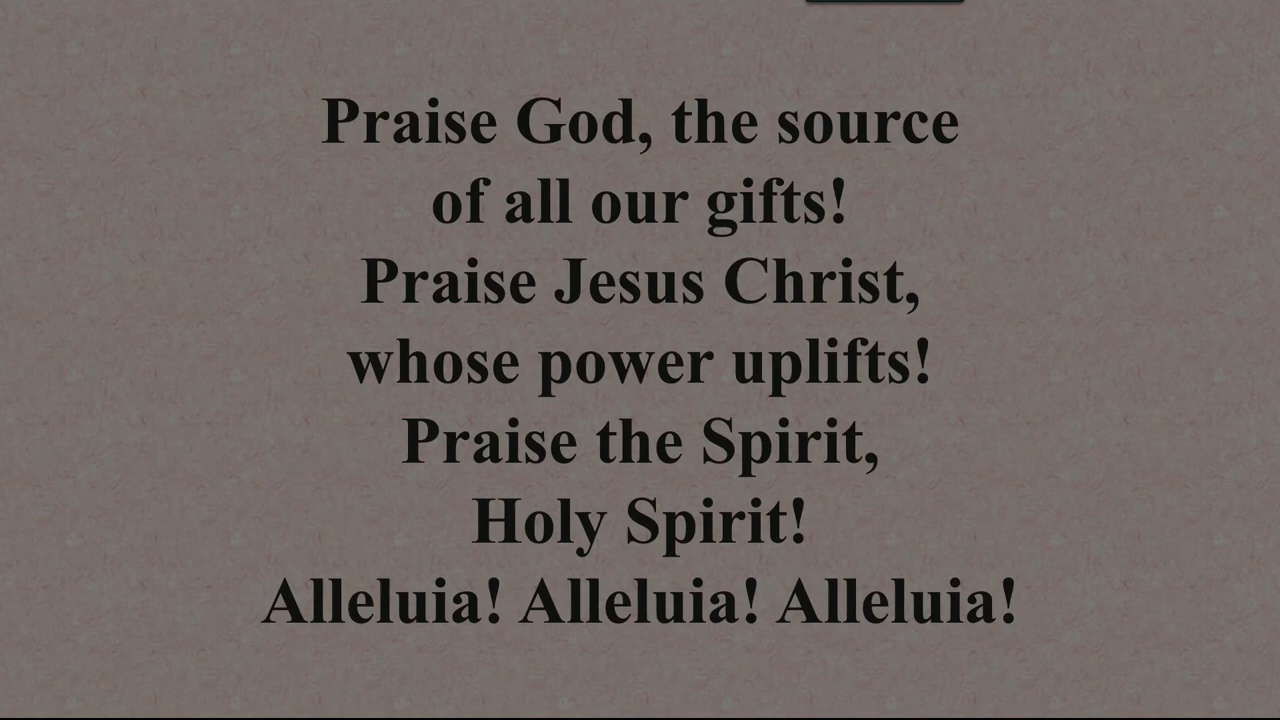 Praise God, the source
of all our gifts!
Praise Jesus Christ,
whose power uplifts!
Praise the Spirit,
Holy Spirit!
Alleluia! Alleluia! Alleluia!